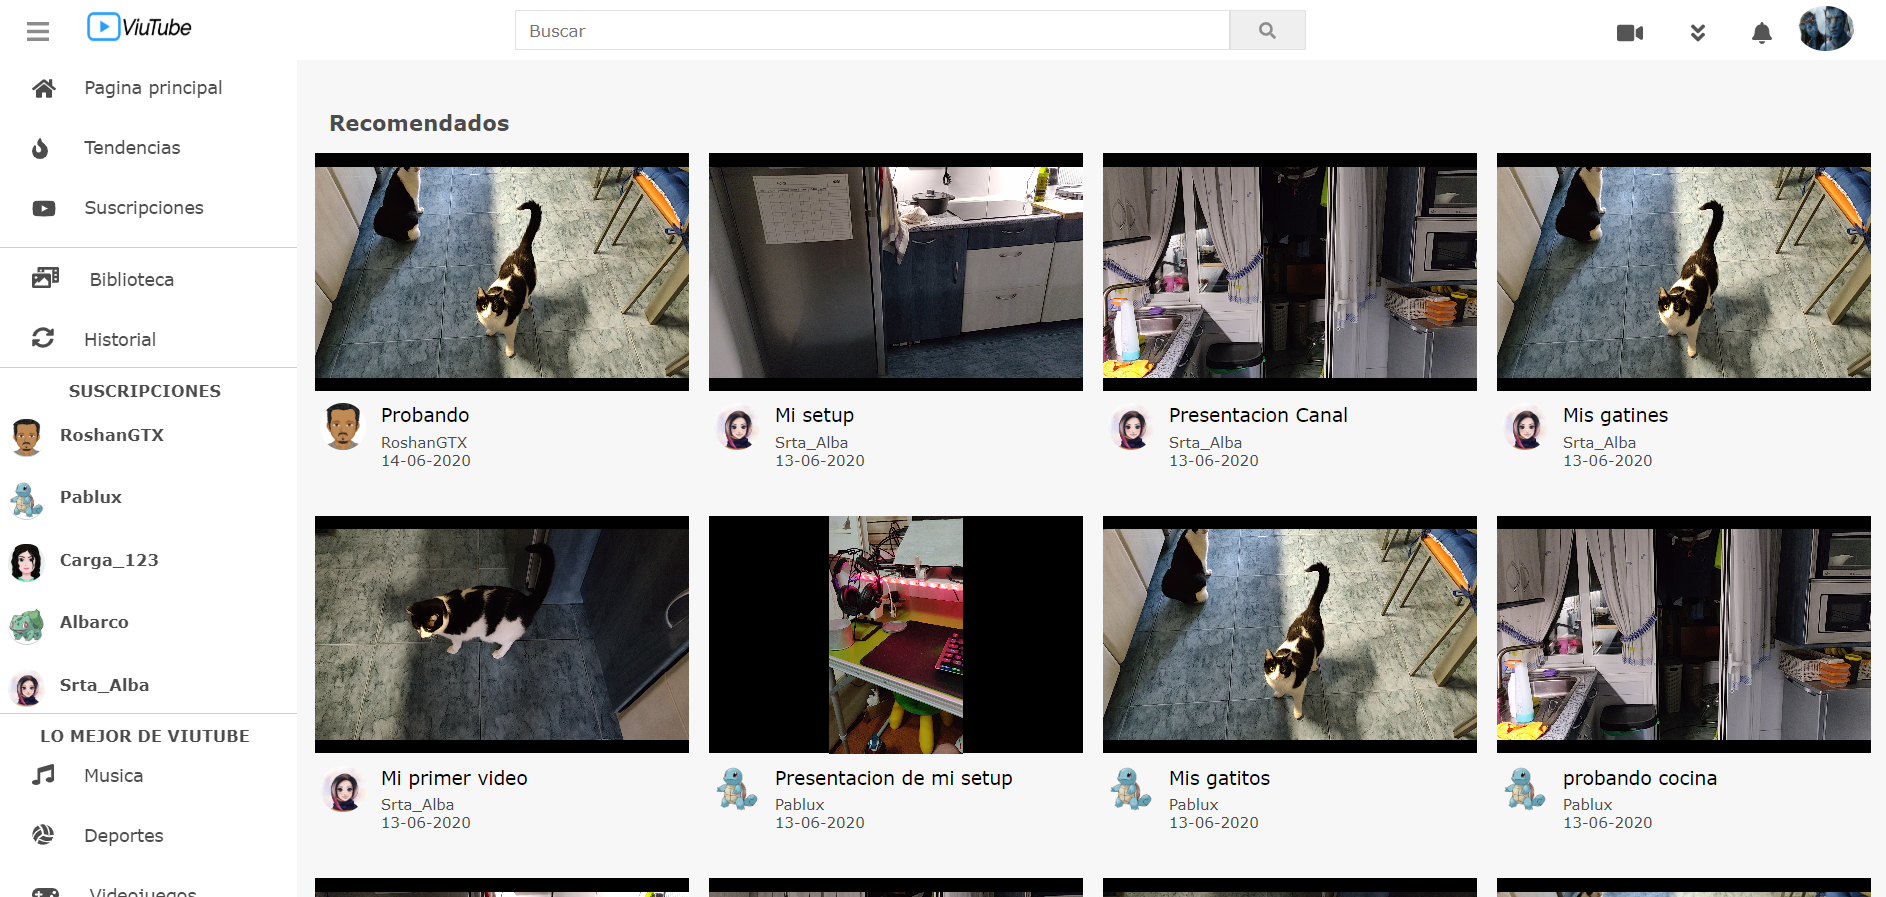 ViuTube
Buscar
Pagina principal
Tendencias
Suscripciones
Biblioteca
Historial
SUSCRIPCIONES
RoshanGTX
Pablux
Carga_123
Albarco
Srta_Alba
LO MEJOR DE VIUTUBE
Musica
Deportes
Videojuegos
Recomendados
Probando
RoshanGTX
14-06-2020
Mi setup
Srta_Alba
13-06-2020
Presentacion Canal
Srta_Alba
13-06-2020
Mis gatines
Srta_Alba
13-06-2020
Mi primer video
Srta_Alba
13-06-2020
Presentacion de mi setup
Pablux
13-06-2020
Mis gatitos
Pablux
13-06-2020
probando cocina
Pablux
13-06-2020